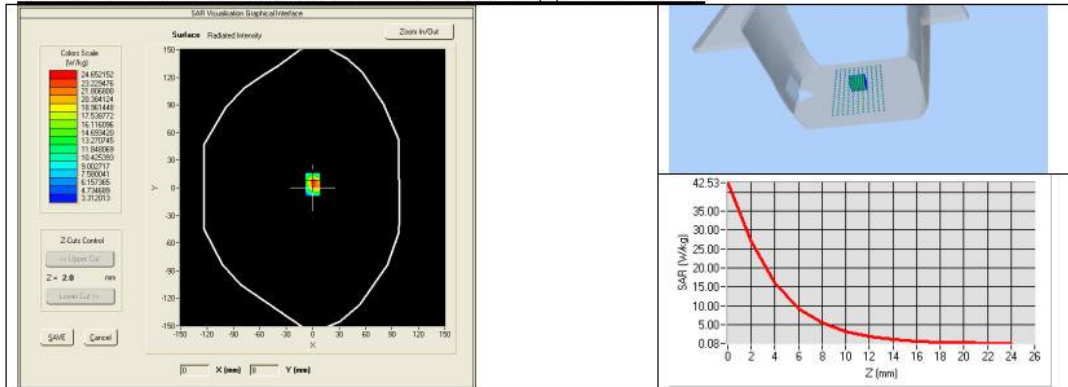 SAR Visualisation Graphical Interface
Surface Radiated Intensity
Zoom In/Out
Colors Scale
(W/kg)
24.652152
23.229476
21.806800
20.384124
18.961448
17.538772
16.116096
14.693420
13.270745
11.848069
10.425393
9.002717
7.580041
6.157365
4.734689
3.312013
150
120
90
60
30
0
-30
-60
-90
-120
-150
Y
-150 -120 -90 -60 -30 0 30 60 90 120 150
X
Z-Cuts Control
<< Upper Cut
Z = 2.0 mm
Lower Cut >>
SAVE Cancel
0 X (mm) 0 Y (mm)
42.53
35.00
30.00
25.00
20.00
15.00
10.00
5.00
0.08
SAR (W/kg)
0 2 4 6 8 10 12 14 16 18 20 22 24 26
Z (mm)